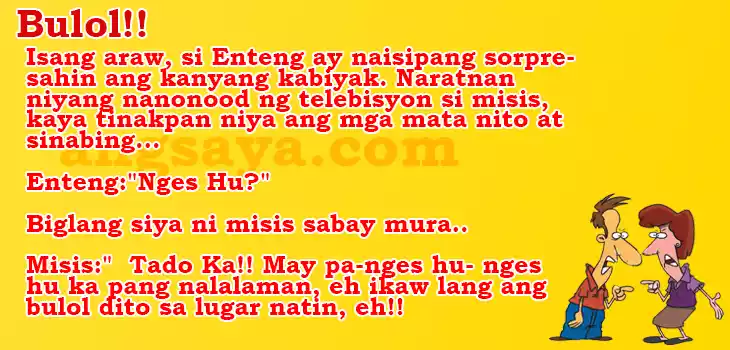 Bulol!!
Isang araw, si Enteng ay naisipang sorpre-
sahin ang kanyang kabiyak. Naratnan
niyang nanonood ng telebisyon si misis,
kaya tinakpan niya ang mga mata nito at
sinabing...
angsaya.com
Enteng:"Nges Hu?"
Biglang siya ni misis sabay mura..
Misis:"  Tado Ka!! May pa-nges hu- nges
hu ka pang nalalaman, eh ikaw lang ang
bulol dito sa lugar natin, eh!!